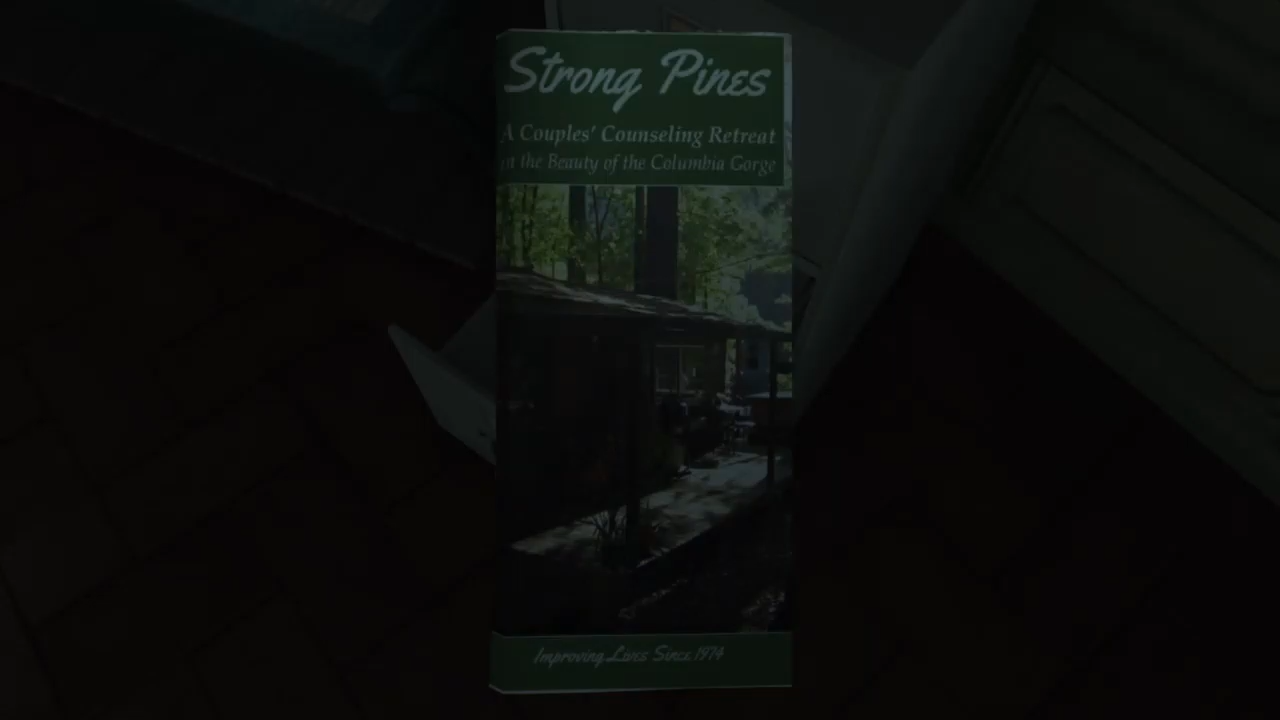 Strong Pines
A Couples' Counseling Retreat
in the Beauty of the Columbia Gorge
Improving Lives Since 1974